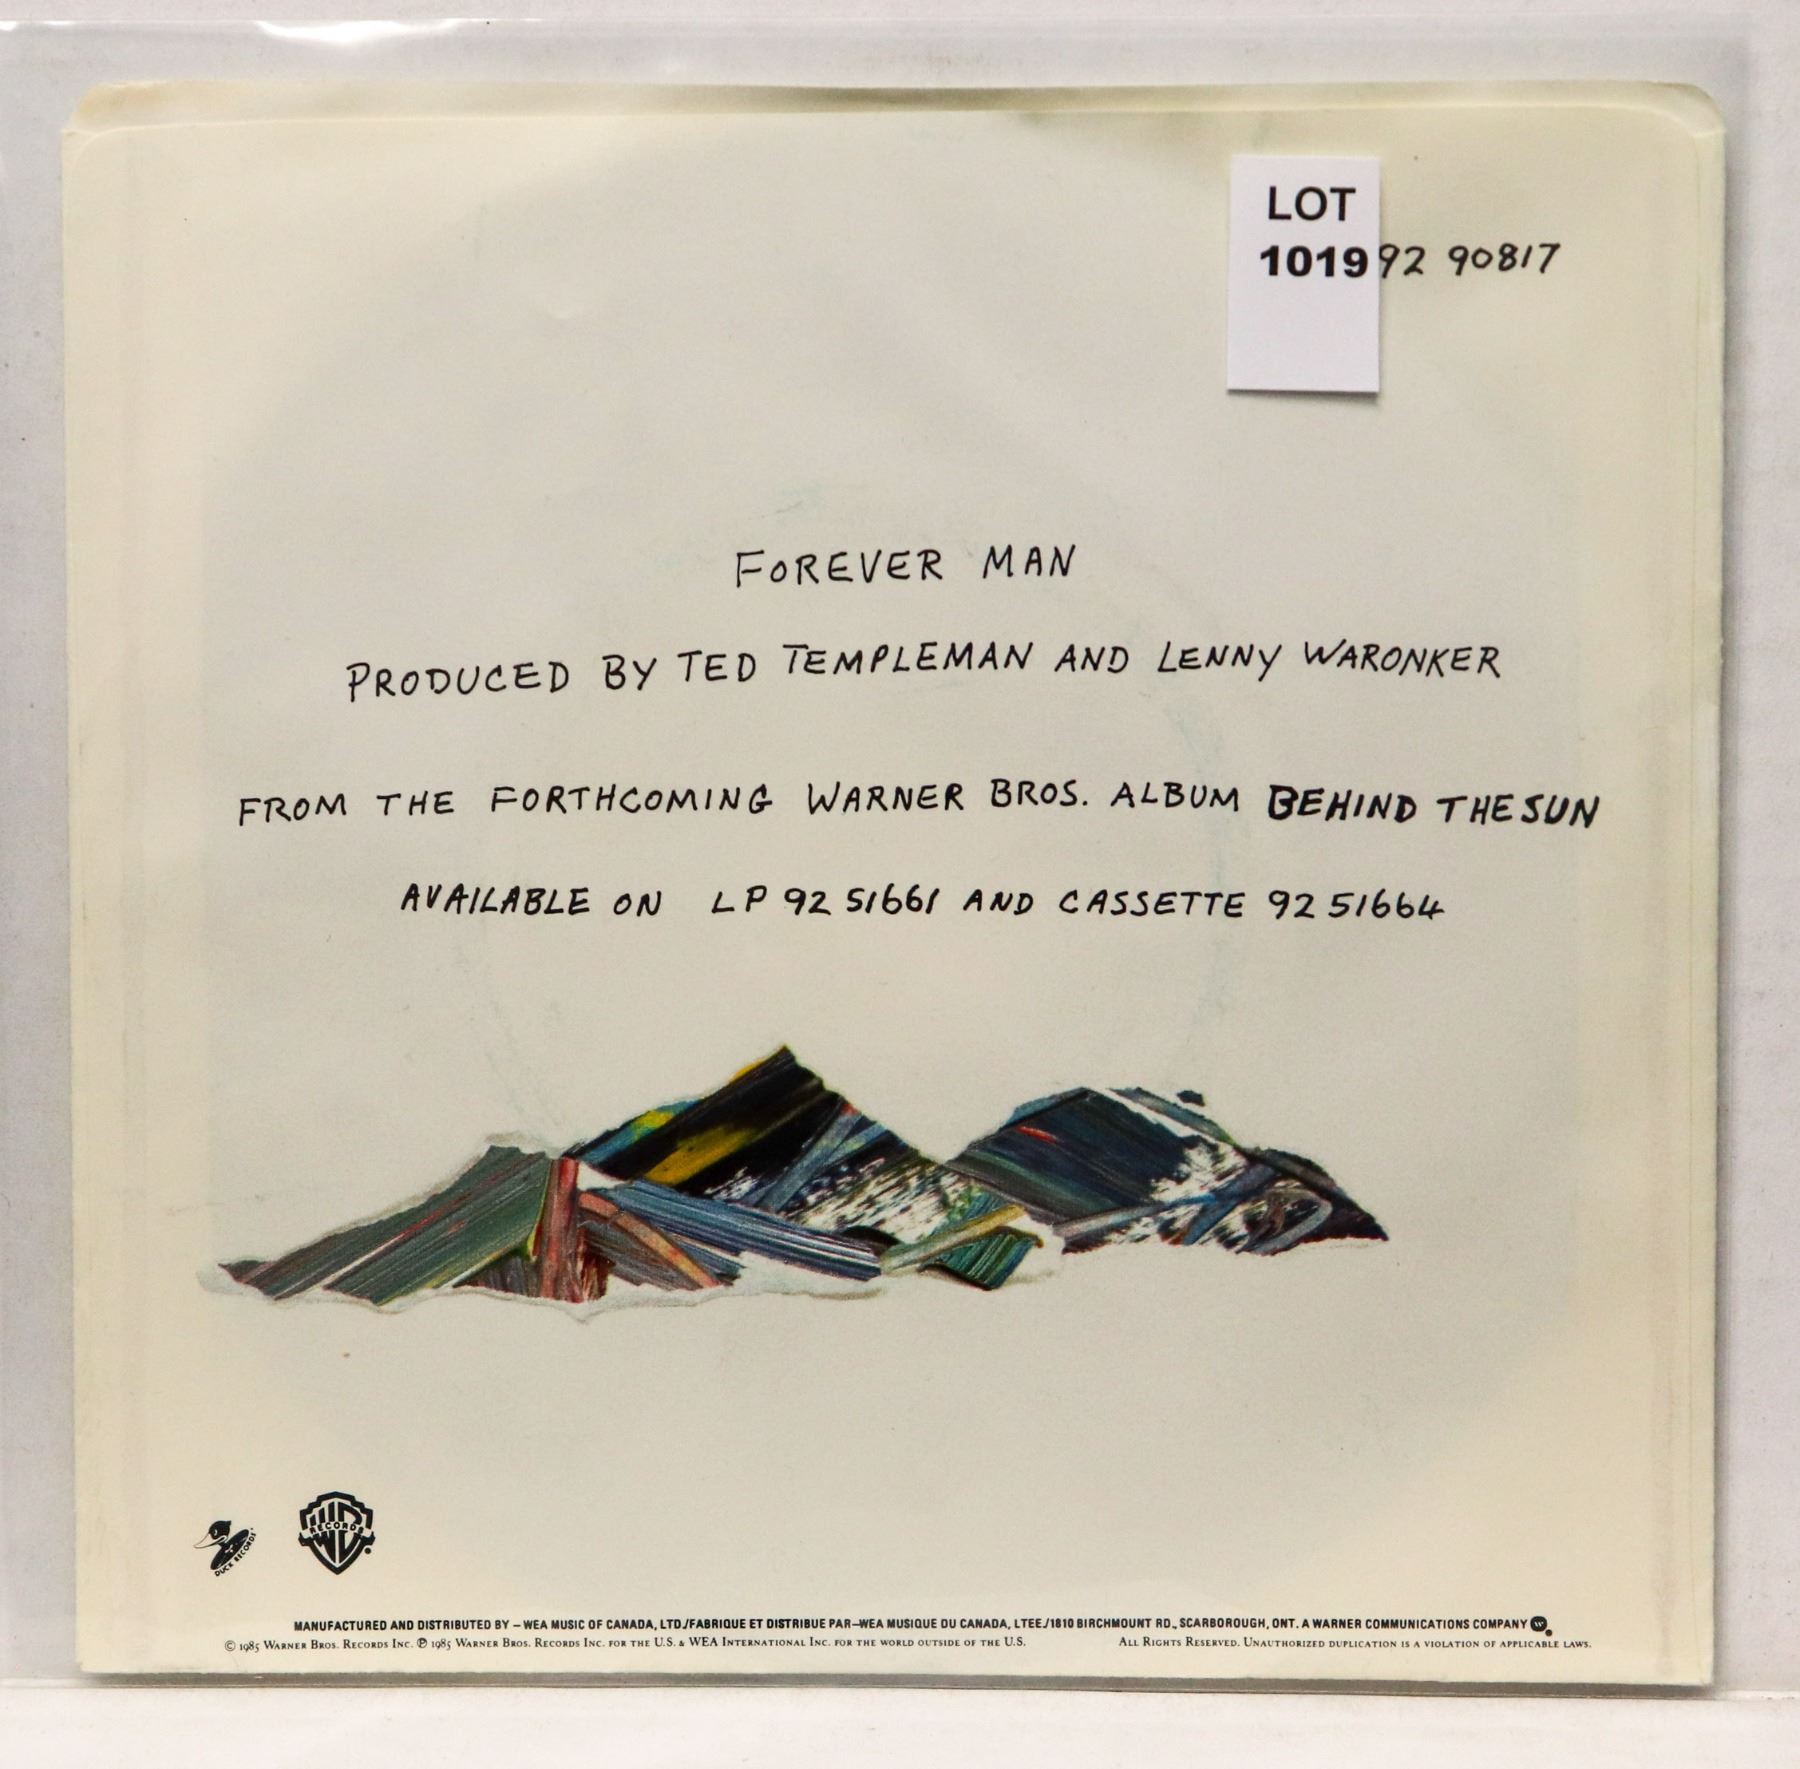 LOT
1019 92 90817
FOREVER MAN
PRODUCED BY TED TEMPLEMAN AND LENNY WARONKER
FROM THE FORTHCOMING WARNER BROS. ALBUM BEHIND THE SUN
AVAILABLE ON LP 92 51661 AND CASSETTE 92 51664
DUCK RECORDS
WB RECORDS
MANUFACTURED AND DISTRIBUTED BY – WEA MUSIC OF CANADA, LTD./FABRIQUE ET DISTRIBUE PAR–WEA MUSIQUE DU CANADA, LTEE./1810 BIRCHMOUNT RD., SCARBOROUGH, ONT. A WARNER COMMUNICATIONS COMPANY
© 1985 WARNER BROS. RECORDS INC. ℗ 1985 WARNER BROS. RECORDS INC. FOR THE U.S. & WEA INTERNATIONAL INC. FOR THE WORLD OUTSIDE OF THE U.S. ALL RIGHTS RESERVED. UNAUTHORIZED DUPLICATION IS A VIOLATION OF APPLICABLE LAWS.